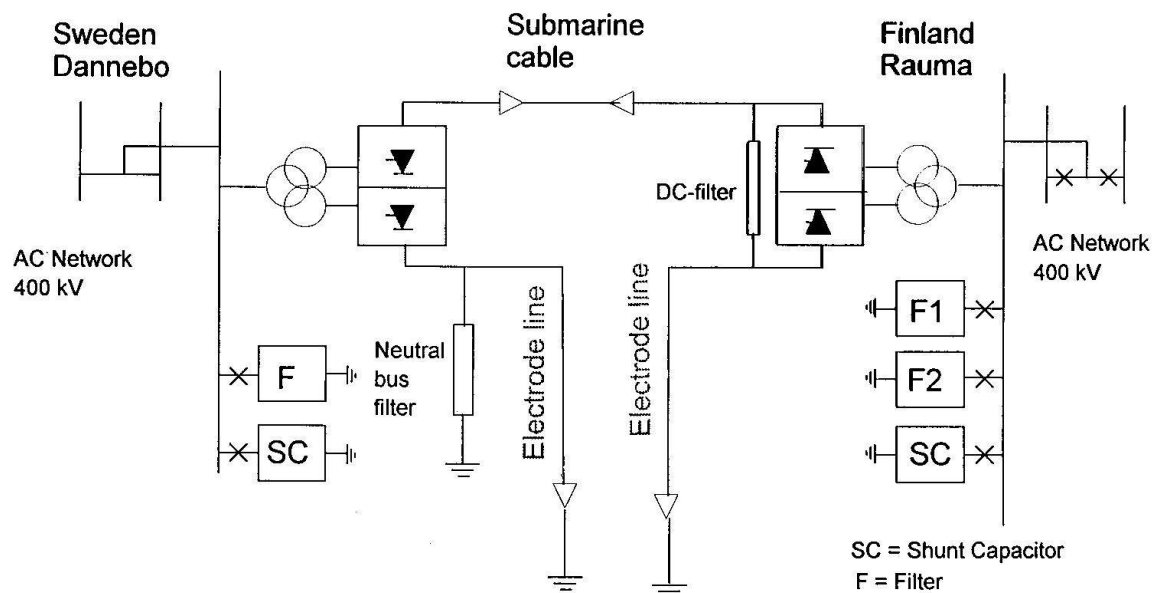 Sweden
Dannebo
Submarine
cable
Finland
Rauma
DC-filter
AC Network
400 kV
AC Network
400 kV
Electrode line
Electrode line
Neutral
bus
filter
F
SC
F1
F2
SC
SC = Shunt Capacitor
F = Filter